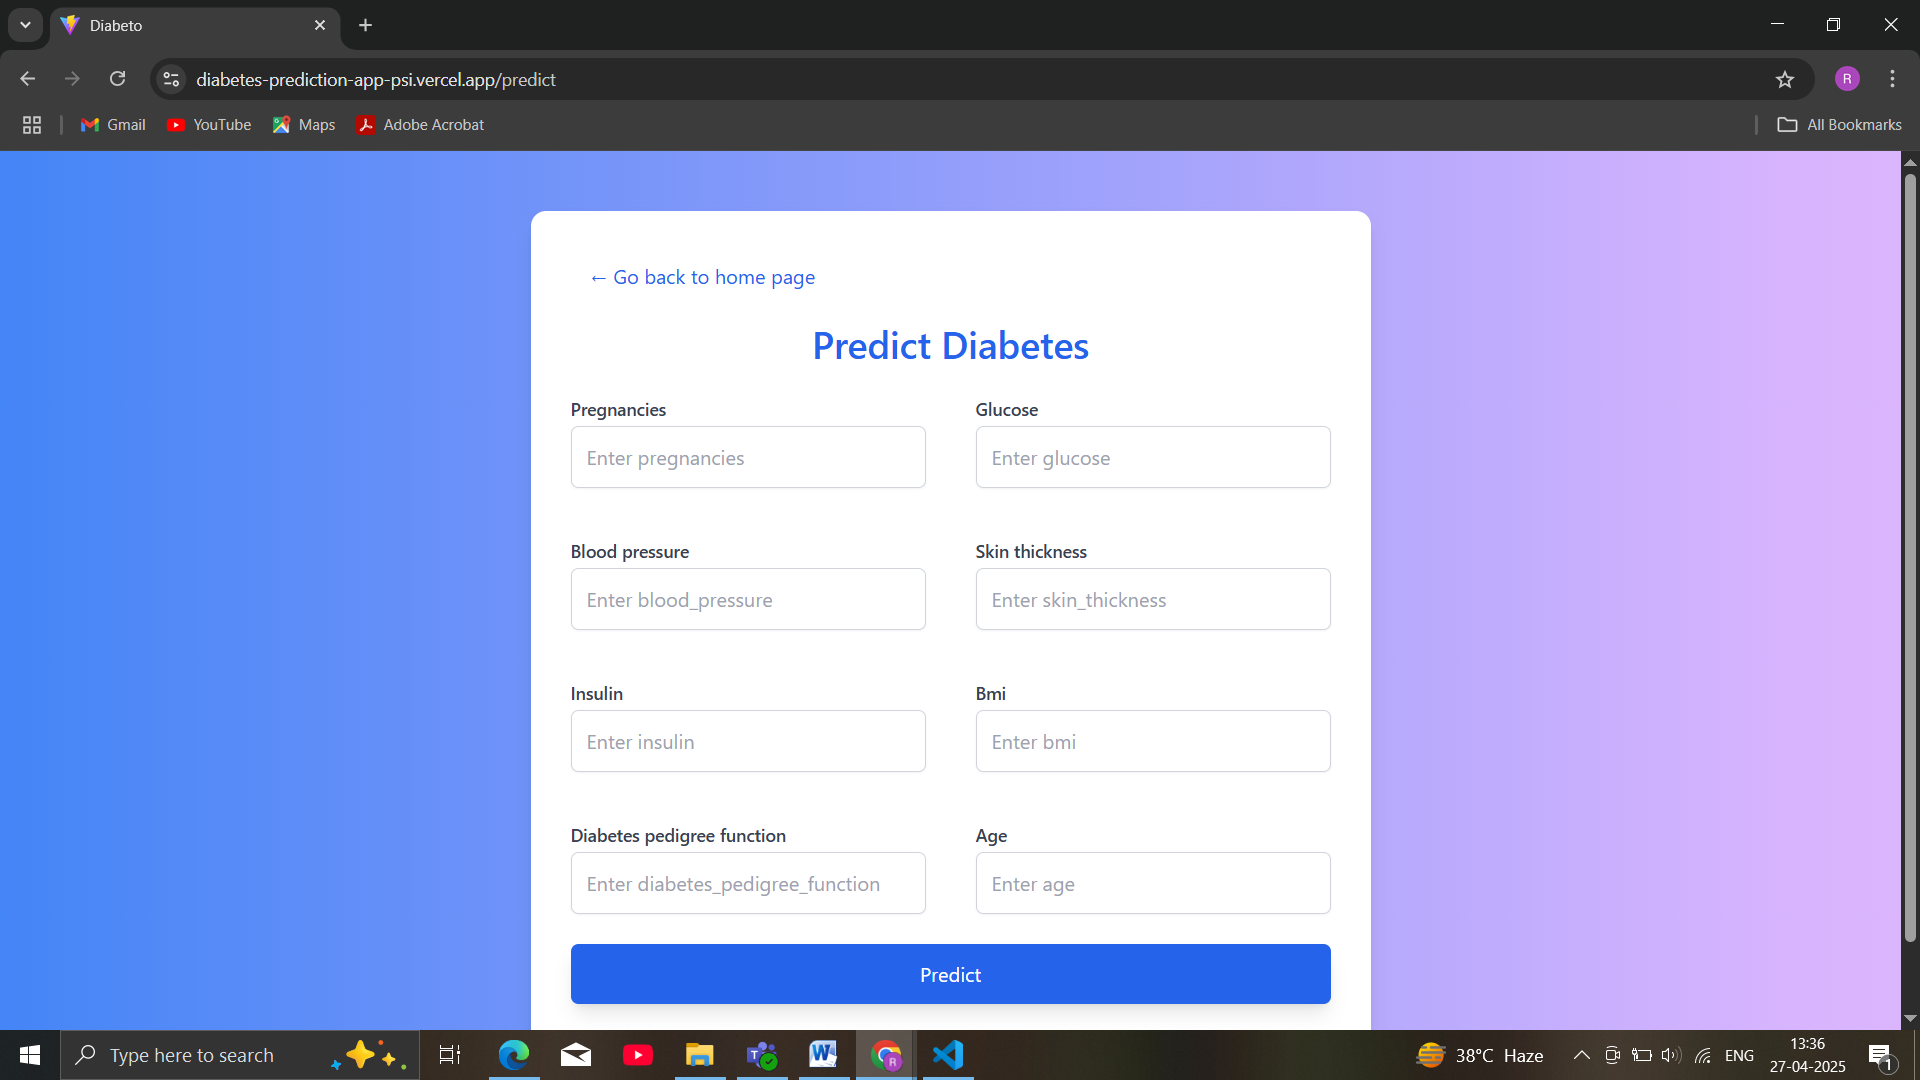 Diabeto
diabetes-prediction-app-psi.vercel.app/predict
R
Gmail
YouTube
Maps
Adobe Acrobat
All Bookmarks
← Go back to home page
Predict Diabetes
Pregnancies
Glucose
Enter pregnancies
Enter glucose
Blood pressure
Skin thickness
Enter blood_pressure
Enter skin_thickness
Insulin
Bmi
Enter insulin
Enter bmi
Diabetes pedigree function
Age
Enter diabetes_pedigree_function
Enter age
Predict
Type here to search
38°C Haze
ENG
13:36
27-04-2025
1